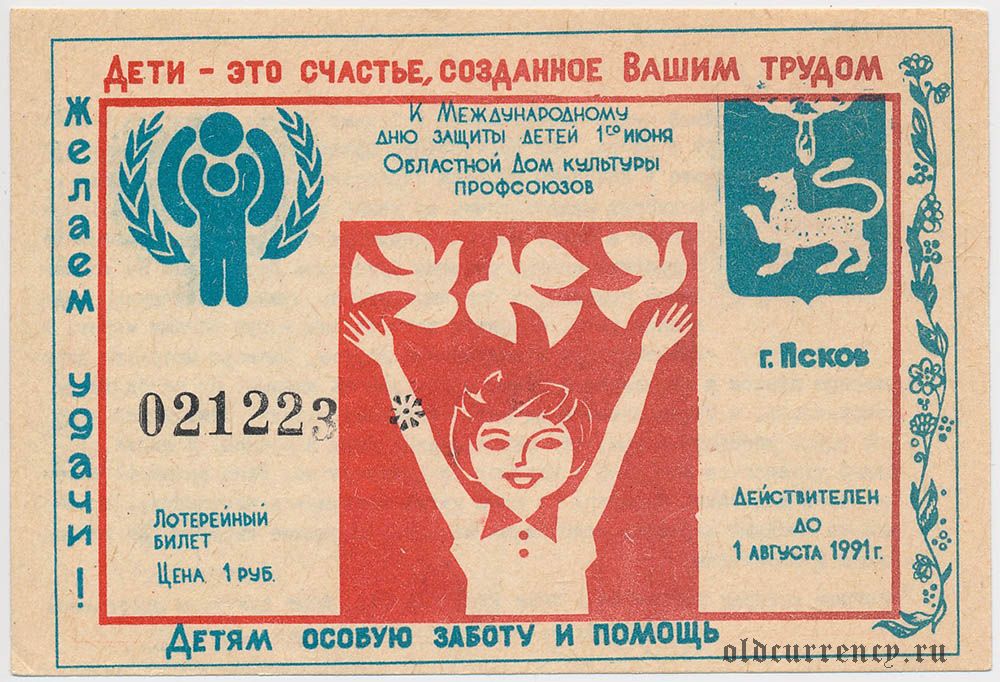 Дети - это счастье, созданное Вашим трудом
Желаем удачи!
К Международному
дню защиты детей 1го июня
Областной Дом культуры
профсоюзов
г. Псков
021223
Лотерейный
билет
Цена 1 руб.
Действителен
до
1 августа 1991 г.
Детям особую заботу и помощь
oldcurrency.ru